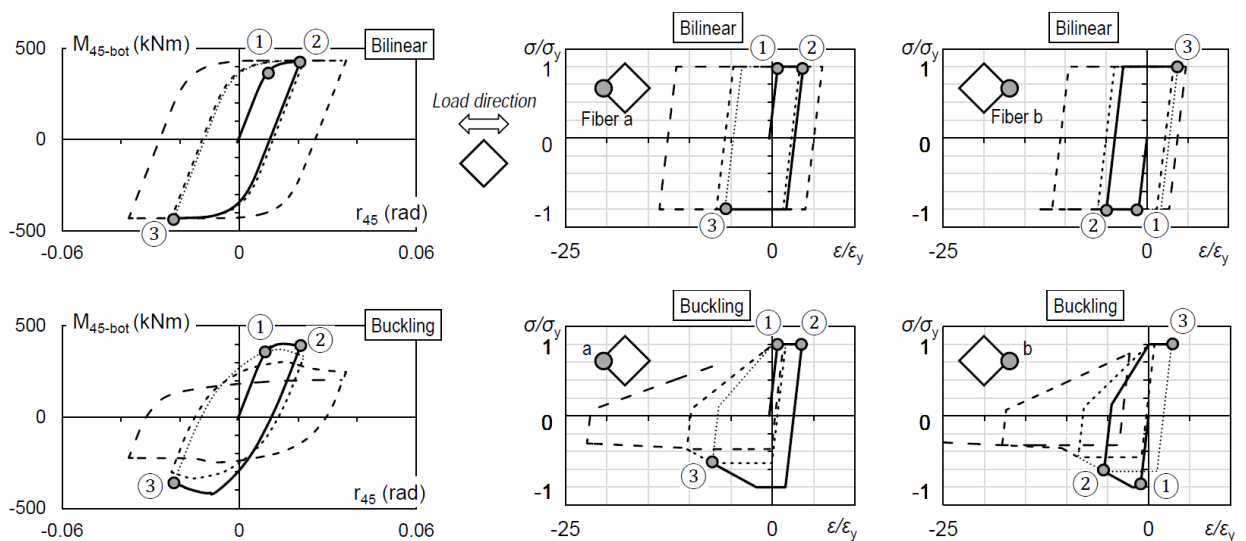 M45-bot (kNm)
500
1
2
Bilinear
0
-500
3
r45 (rad)
-0.06
0
0.06
Load direction
σ/σy
Bilinear
1
2
1
Fiber a
0
-1
3
-25
0
ε/εy
σ/σy
Bilinear
3
1
Fiber b
0
-1
2
1
-25
0
ε/εy
M45-bot (kNm)
500
1
2
Buckling
0
-500
3
r45 (rad)
-0.06
0
0.06
σ/σy
Buckling
1
2
1
a
0
3
-1
-25
0
ε/εy
σ/σy
Buckling
3
1
b
0
-1
2
1
-25
0
ε/εy